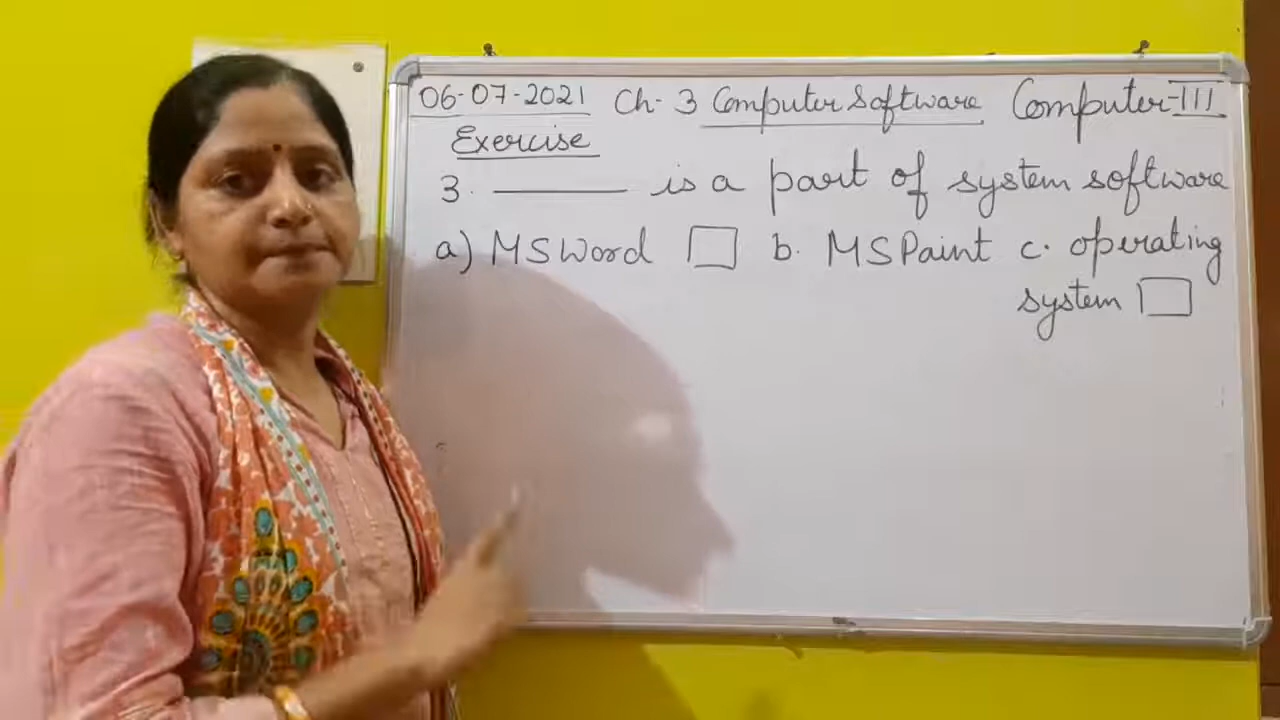 06-07-2021 Ch- 3 Computer Software Computer-III
Exercise
3. ______ is a part of system software
a) MS Word b. MS Paint c. operating
system